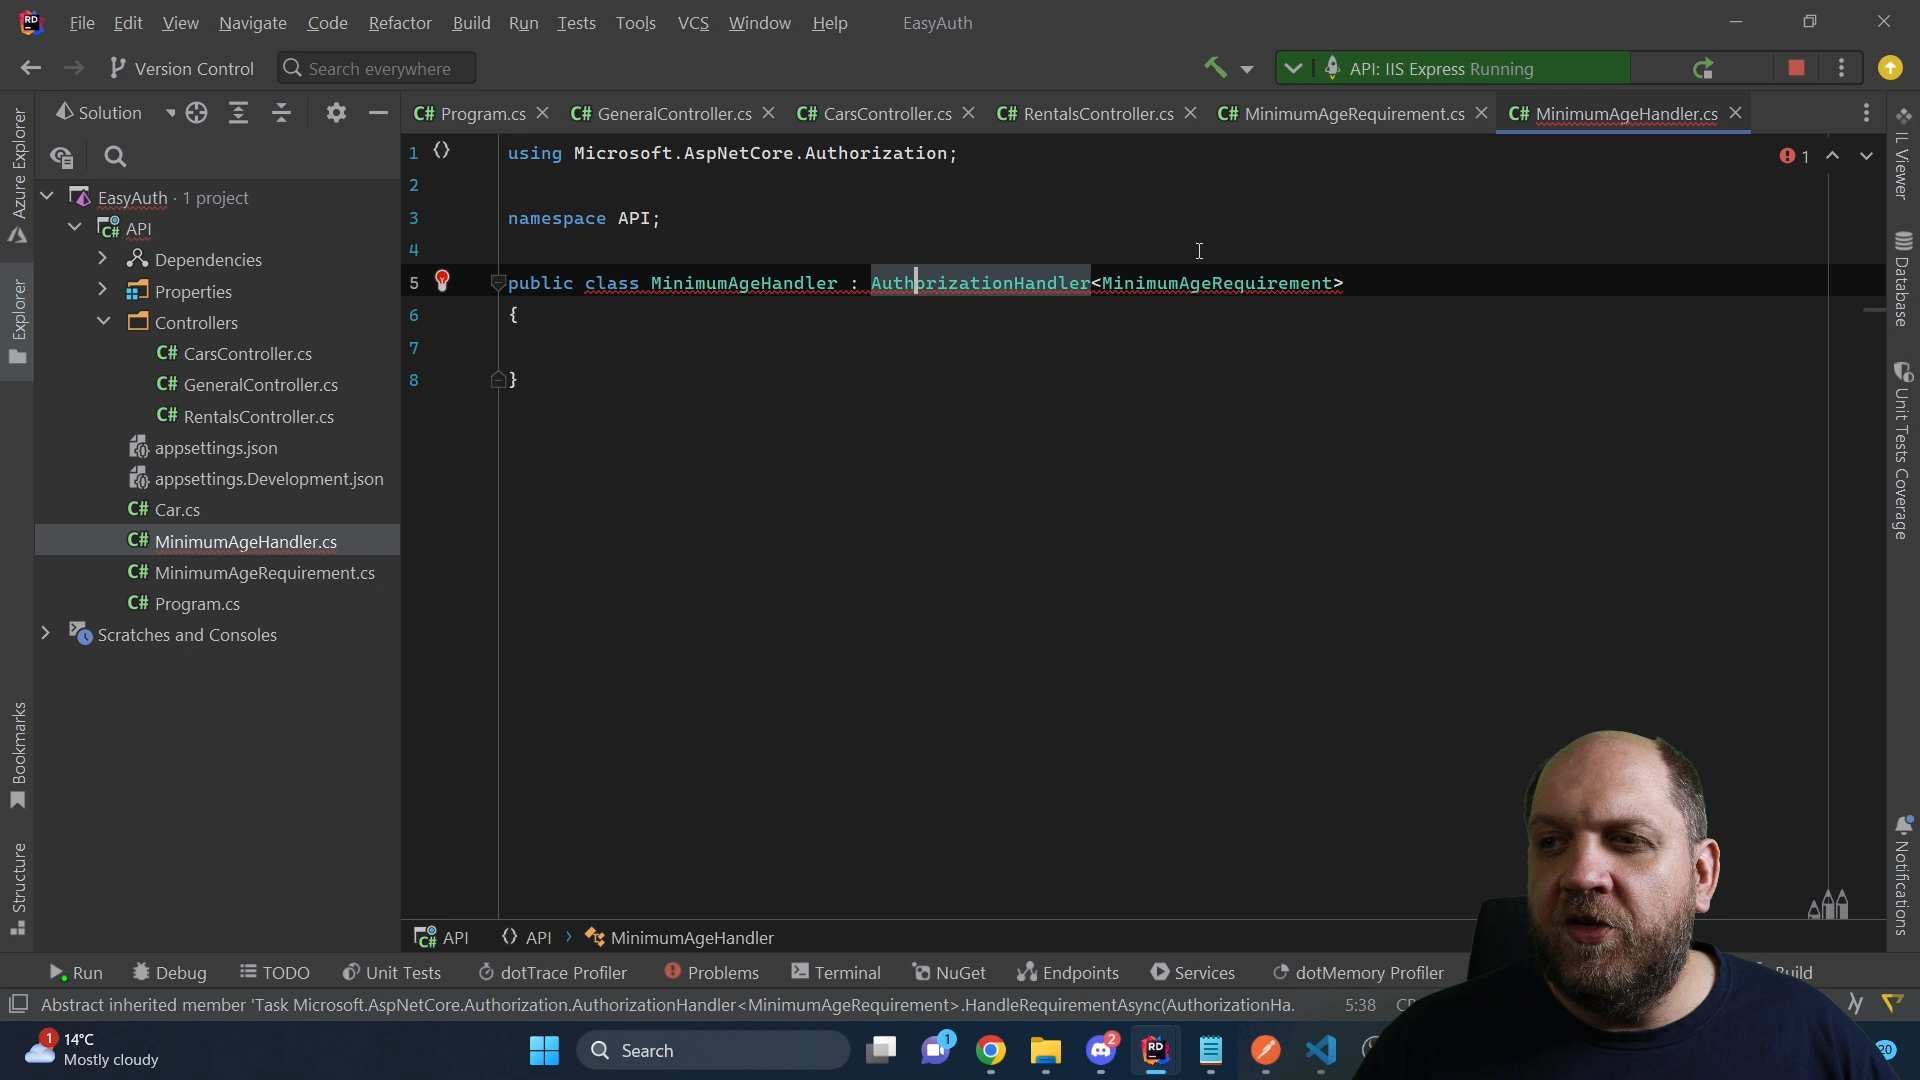 File Edit View Navigate Code Refactor Build Run Tests Tools VCS Window Help EasyAuth
Version Control Search everywhere API: IIS Express Running
Solution
Program.cs GeneralController.cs CarsController.cs RentalsController.cs MinimumAgeRequirement.cs MinimumAgeHandler.cs
Azure Explorer
Explorer
Bookmarks
Structure
EasyAuth · 1 project
API
Dependencies
Properties
Controllers
C# CarsController.cs
C# GeneralController.cs
C# RentalsController.cs
appsettings.json
appsettings.Development.json
C# Car.cs
C# MinimumAgeHandler.cs
C# MinimumAgeRequirement.cs
C# Program.cs
Scratches and Consoles
1 using Microsoft.AspNetCore.Authorization;
2
3 namespace API;
4
5 public class MinimumAgeHandler : AuthorizationHandler<MinimumAgeRequirement>
6 {
7
8 }
1
IL Viewer
Database
Unit Tests Coverage
Notifications
API API MinimumAgeHandler
Run Debug TODO Unit Tests dotTrace Profiler Problems Terminal NuGet Endpoints Services dotMemory Profiler
Abstract inherited member 'Task Microsoft.AspNetCore.Authorization.AuthorizationHandler<MinimumAgeRequirement>.HandleRequirementAsync(AuthorizationHa. 5:38
1 14°C
Mostly cloudy
Search
1
2
20